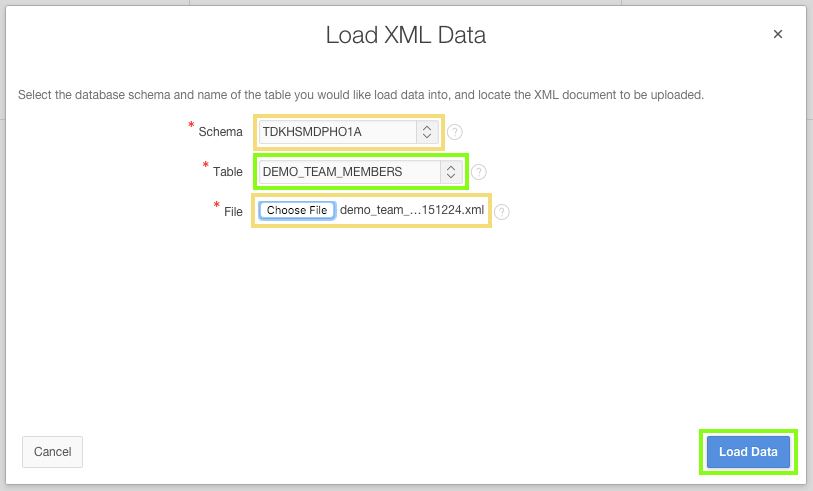 Load XML Data
×
Select the database schema and name of the table you would like load data into, and locate the XML document to be uploaded.
* Schema TDKHSMDPHO1A ?
* Table DEMO_TEAM_MEMBERS ?
* File Choose File demo_team_...151224.xml ?
Cancel Load Data